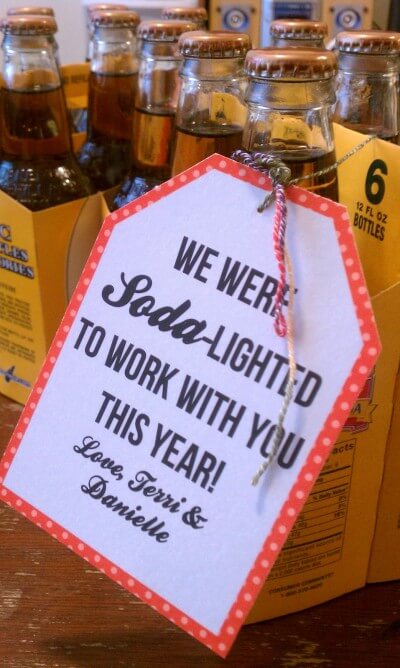 WE WERE
Soda-LIGHTED
TO WORK WITH YOU
THIS YEAR!
Love, Terri &
Danielle
6
12 FL OZ
BOTTLES